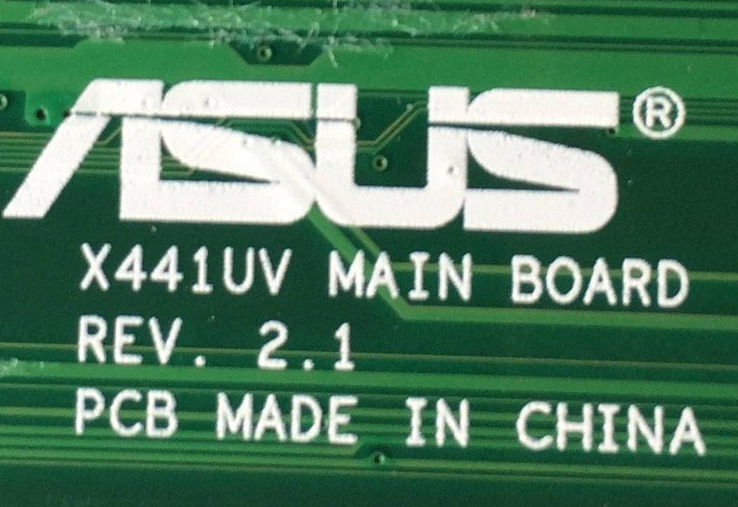 ASUS®
X441UV MAIN BOARD
REV. 2.1
PCB MADE IN CHINA